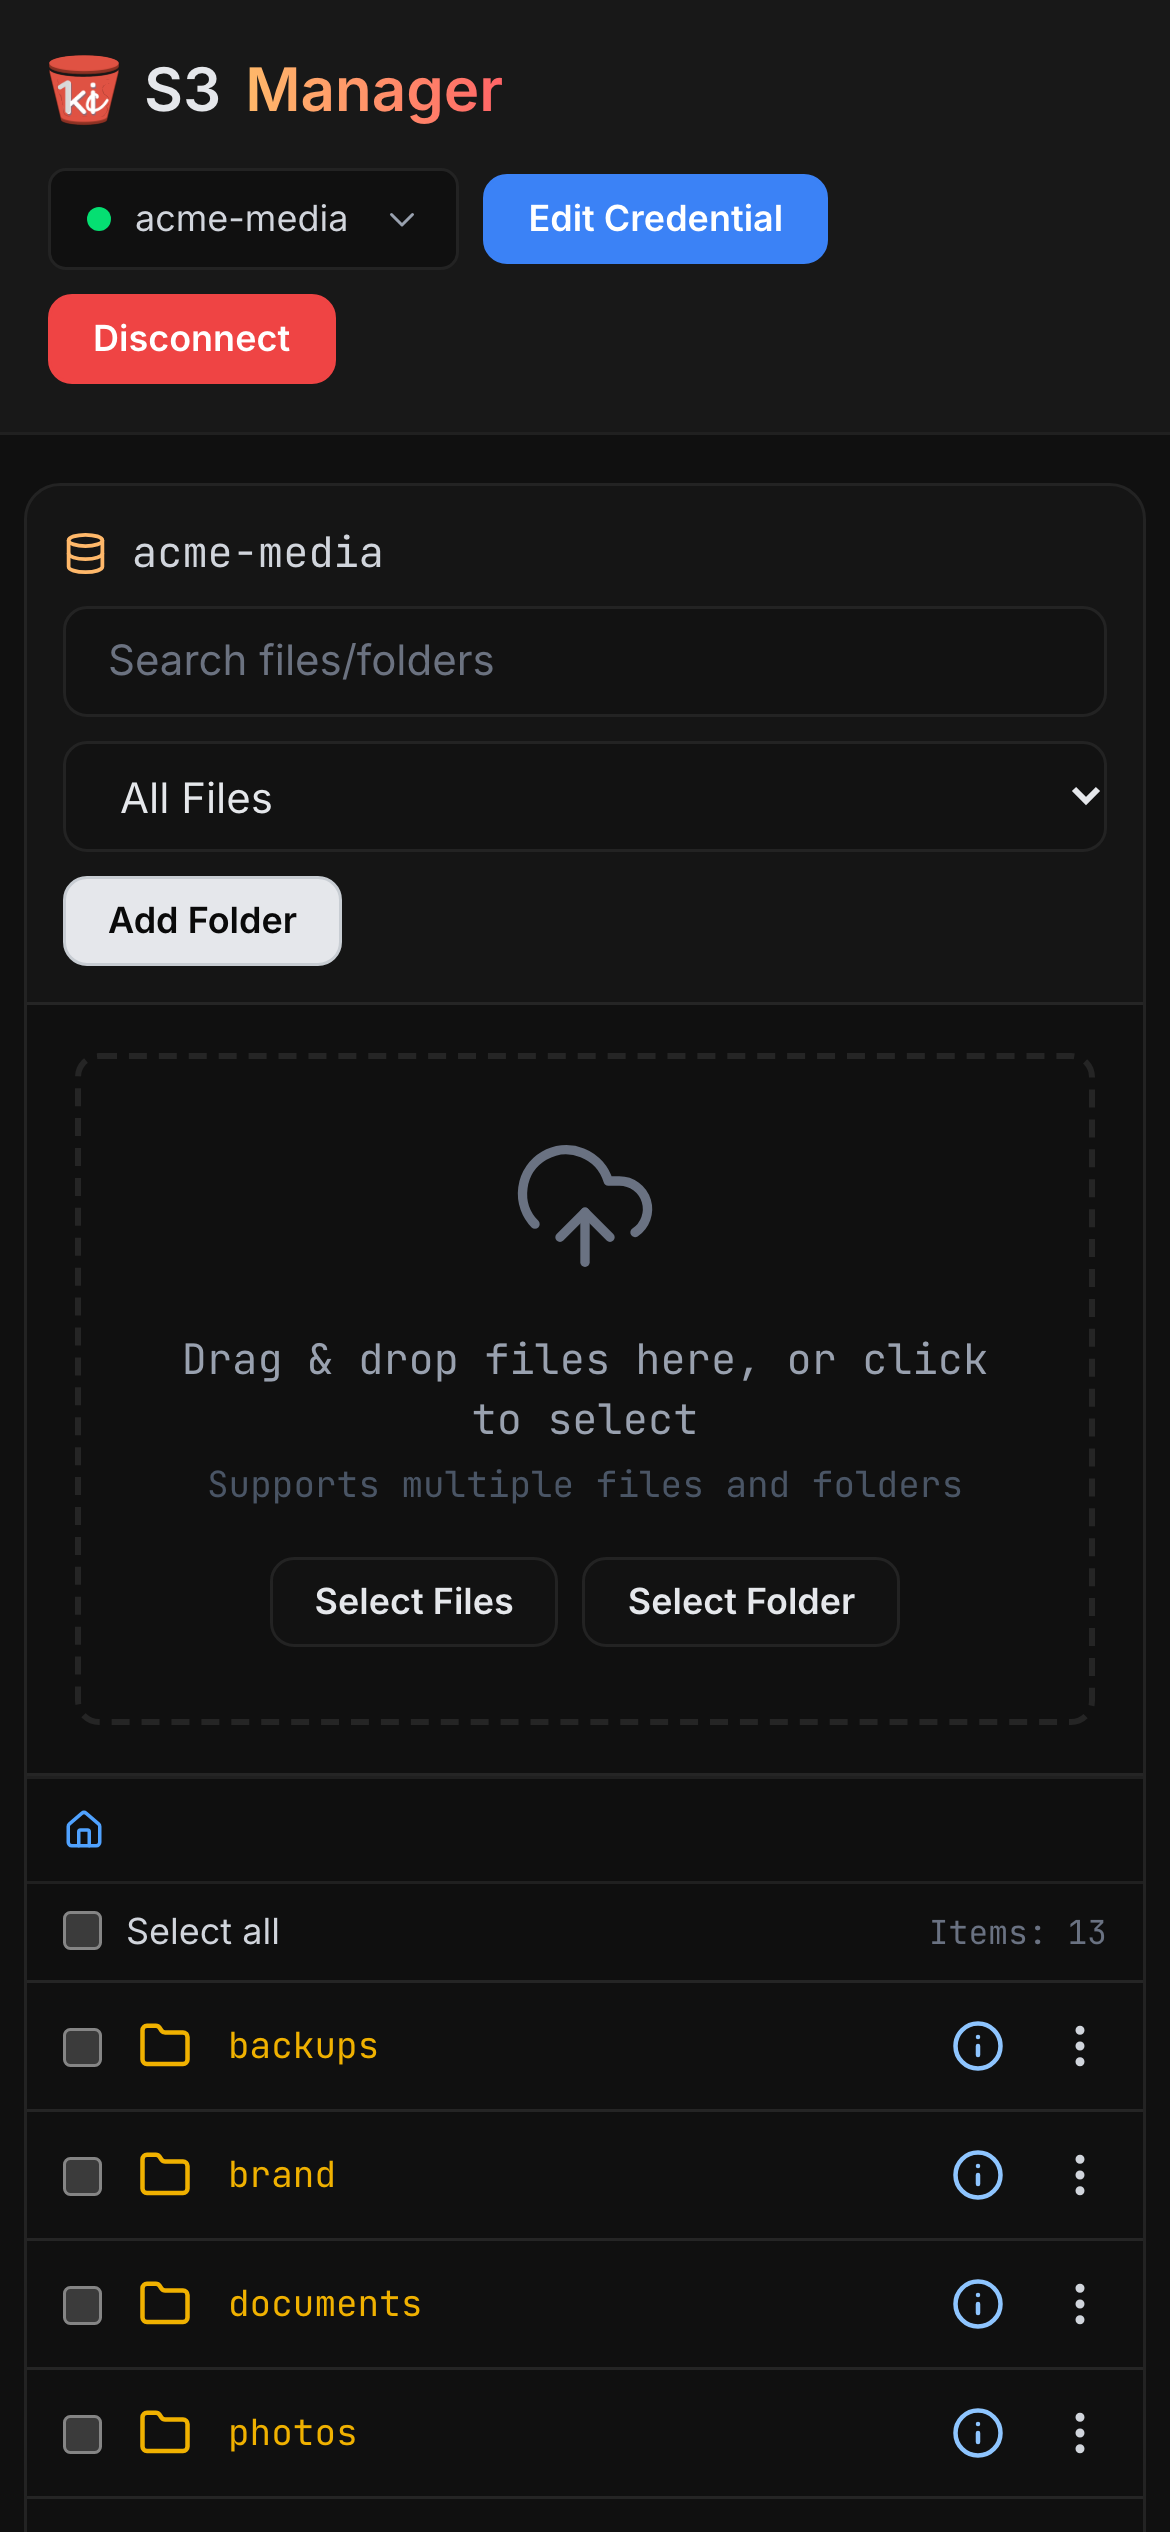 ki
S3 Manager
acme-media
Edit Credential
Disconnect
acme-media
Search files/folders
All Files
Add Folder
Drag & drop files here, or click
to select
Supports multiple files and folders
Select Files
Select Folder
Select all
Items: 13
backups
brand
documents
photos